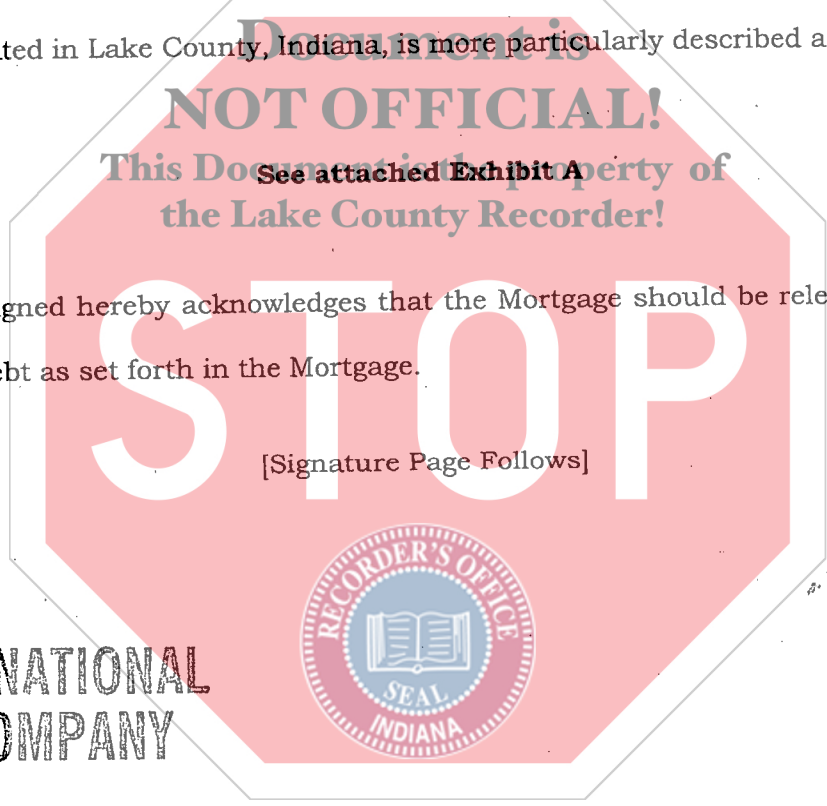 Document is
ted in Lake County, Indiana, is more particularly described a
NOT OFFICIAL!
This Document is the property of
See attached Exhibit A
the Lake County Recorder!
STOP
gned hereby acknowledges that the Mortgage should be rele
ebt as set forth in the Mortgage.
[Signature Page Follows]
RECORDER'S OFFICE
SEAL
INDIANA
NATIONAL
OMPANY